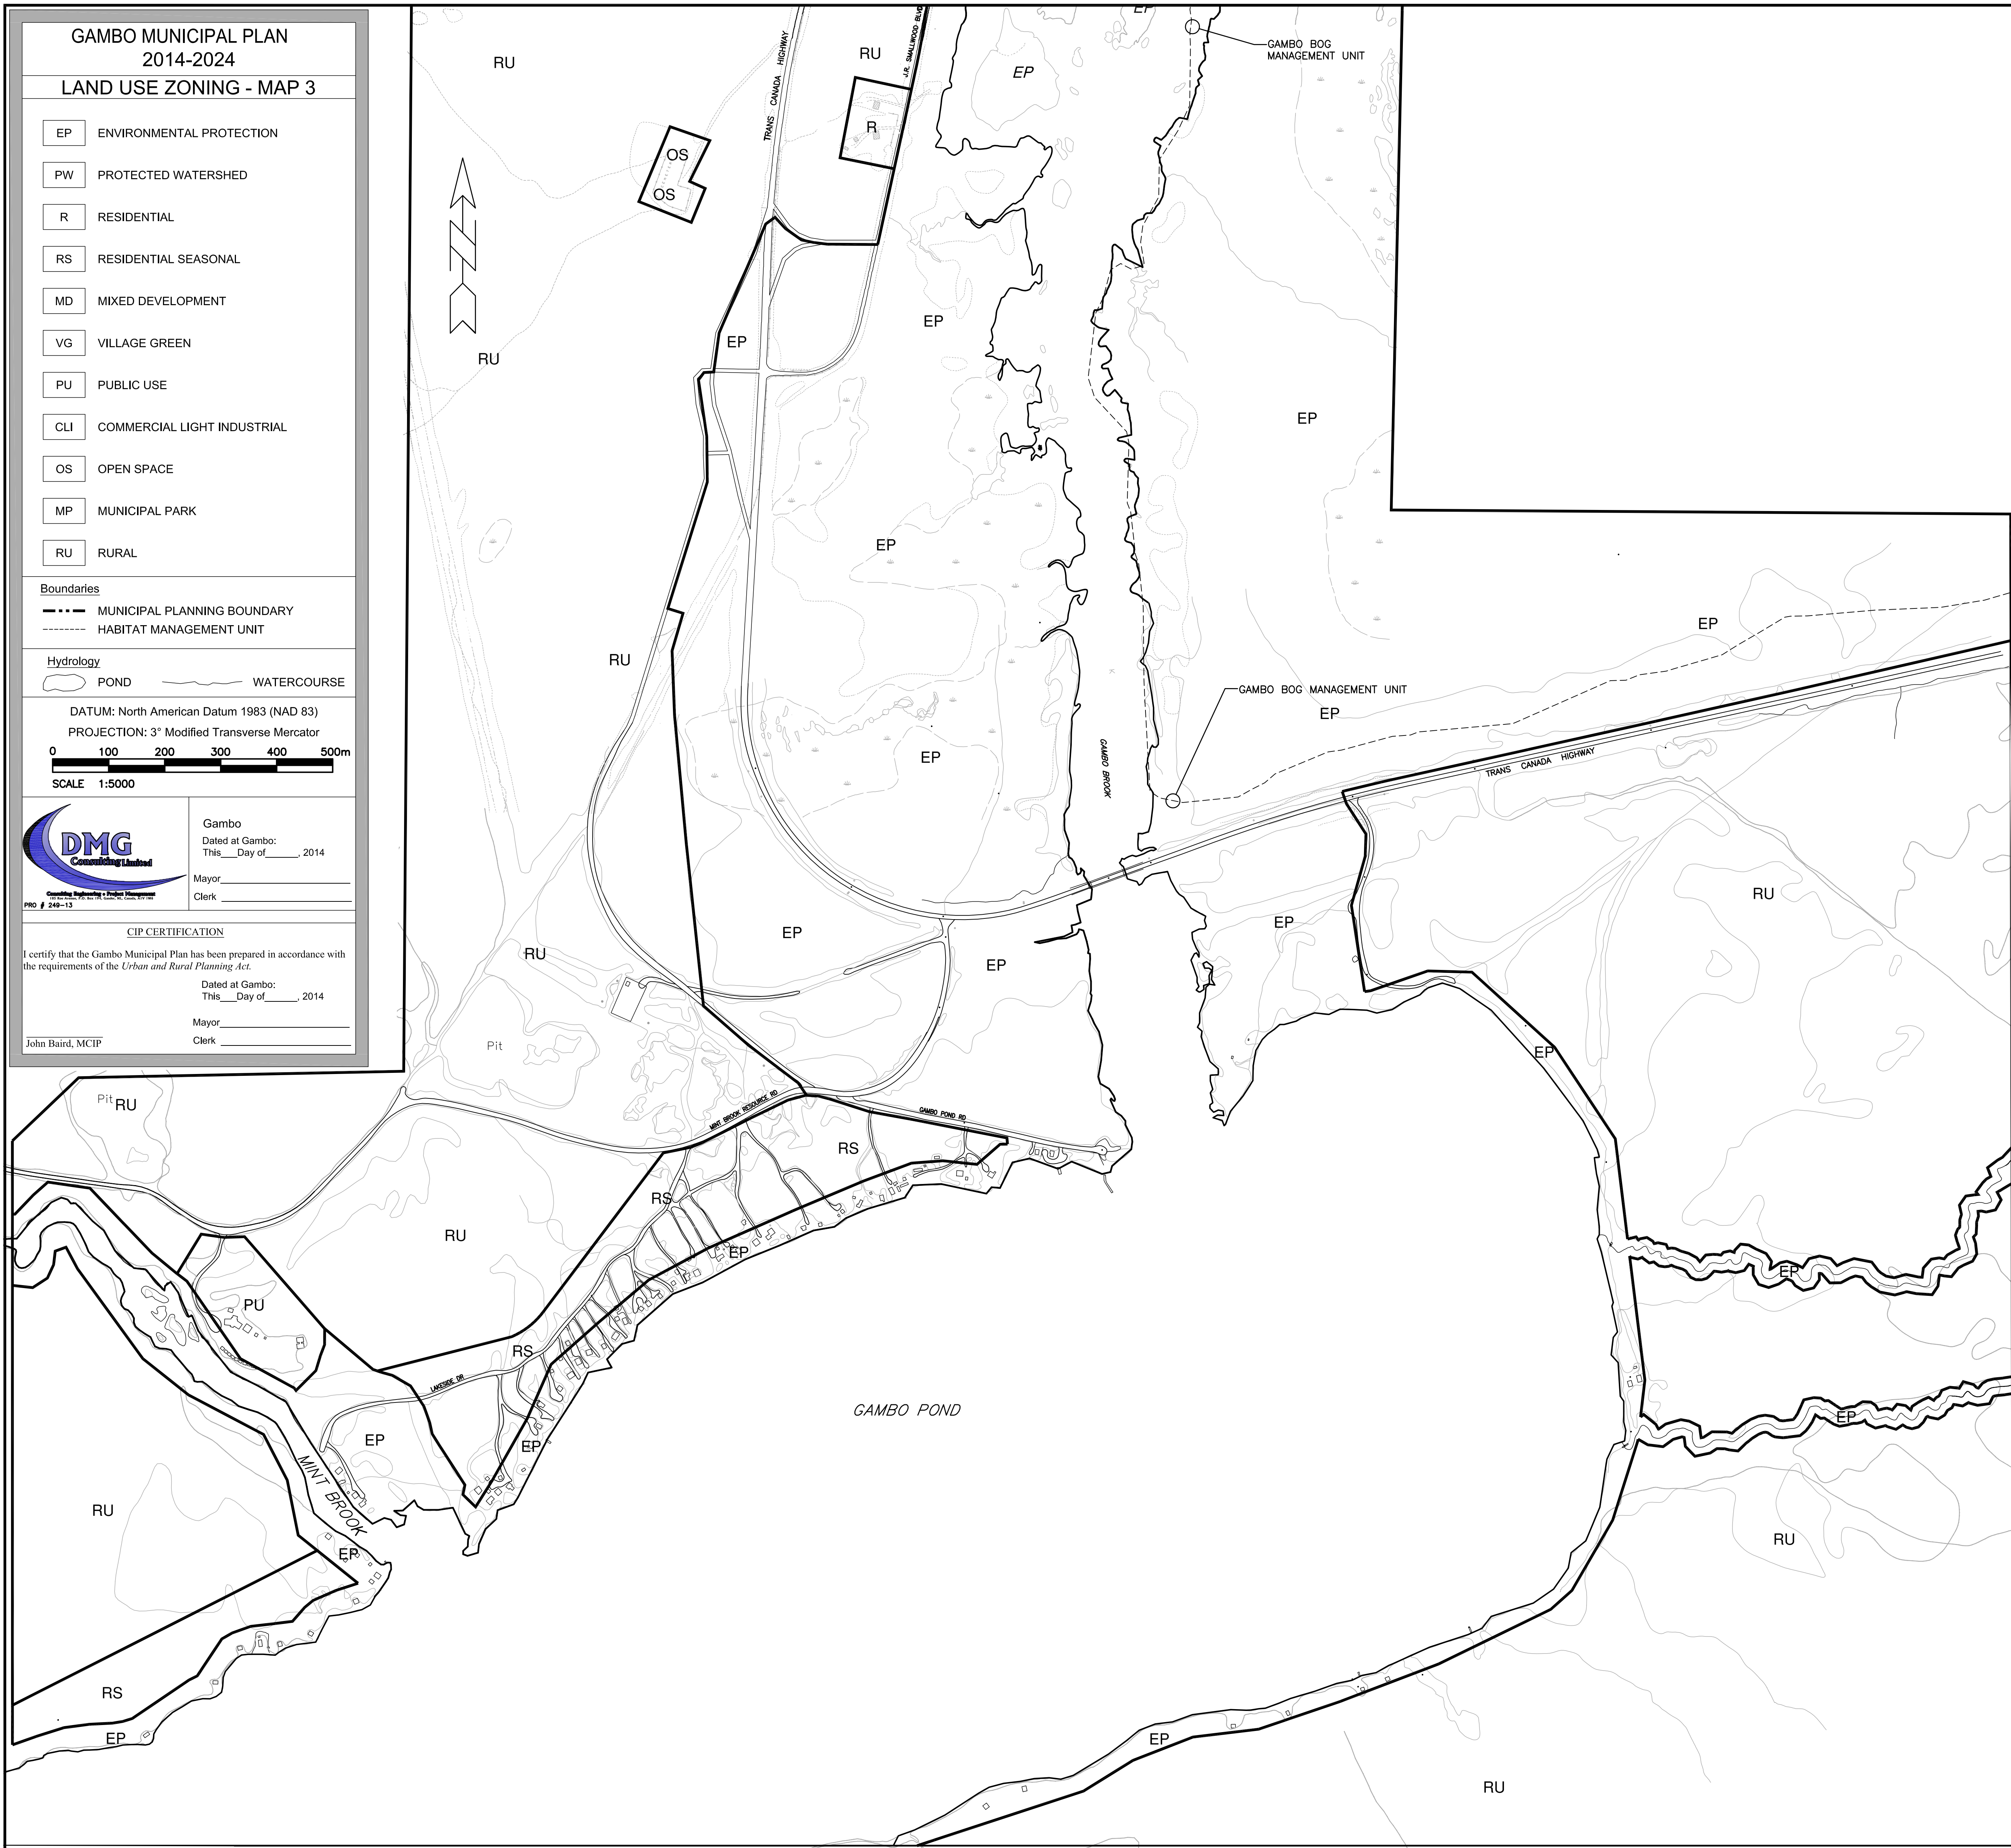 GAMBO MUNICIPAL PLAN
2014-2024
LAND USE ZONING - MAP 3
EP ENVIRONMENTAL PROTECTION
PW PROTECTED WATERSHED
R RESIDENTIAL
RS RESIDENTIAL SEASONAL
MD MIXED DEVELOPMENT
VG VILLAGE GREEN
PU PUBLIC USE
CLI COMMERCIAL LIGHT INDUSTRIAL
OS OPEN SPACE
MP MUNICIPAL PARK
RU RURAL
Boundaries
MUNICIPAL PLANNING BOUNDARY
HABITAT MANAGEMENT UNIT
Hydrology
POND WATERCOURSE
DATUM: North American Datum 1983 (NAD 83)
PROJECTION: 3° Modified Transverse Mercator
0 100 200 300 400 500m
SCALE 1:5000
DMG
Consulting Limited
Consulting Engineering + Project Management
PRO # 249-13
Gambo
Dated at Gambo:
This___Day of______, 2014
Mayor
Clerk
CIP CERTIFICATION
I certify that the Gambo Municipal Plan has been prepared in accordance with
the requirements of the Urban and Rural Planning Act.
Dated at Gambo:
This___Day of______, 2014
Mayor
Clerk
John Baird, MCIP
RU
TRANS CANADA HIGHWAY
RU
J.R. SMALLWOOD BLVD
EP
GAMBO BOG
MANAGEMENT UNIT
EP
R
OS
OS
EP
EP
RU
EP
EP
RU
EP
EP
GAMBO BOG MANAGEMENT UNIT
EP
EP
GAMBO BROOK
TRANS CANADA HIGHWAY
RU
EP
EP
RU
EP
Pit
EP
Pit
RU
MINT BROOK RESOURCE RD
GAMBO POND RD
RS
RS
RU
EP
EP
PU
RS
LAKESIDE DR
GAMBO POND
EP
EP
EP
MINT BROOK
RU
RU
EP
RS
EP
EP
RU